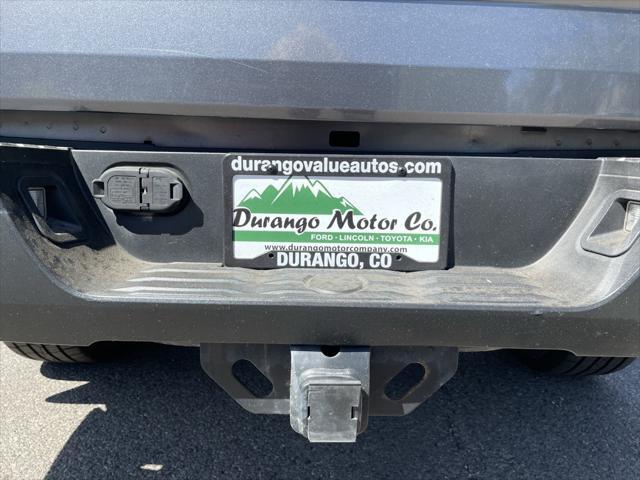 durangovalueautos.com
Durango Motor Co.
FORD · LINCOLN · TOYOTA · KIA
www.durangomotorcompany.com
DURANGO, CO